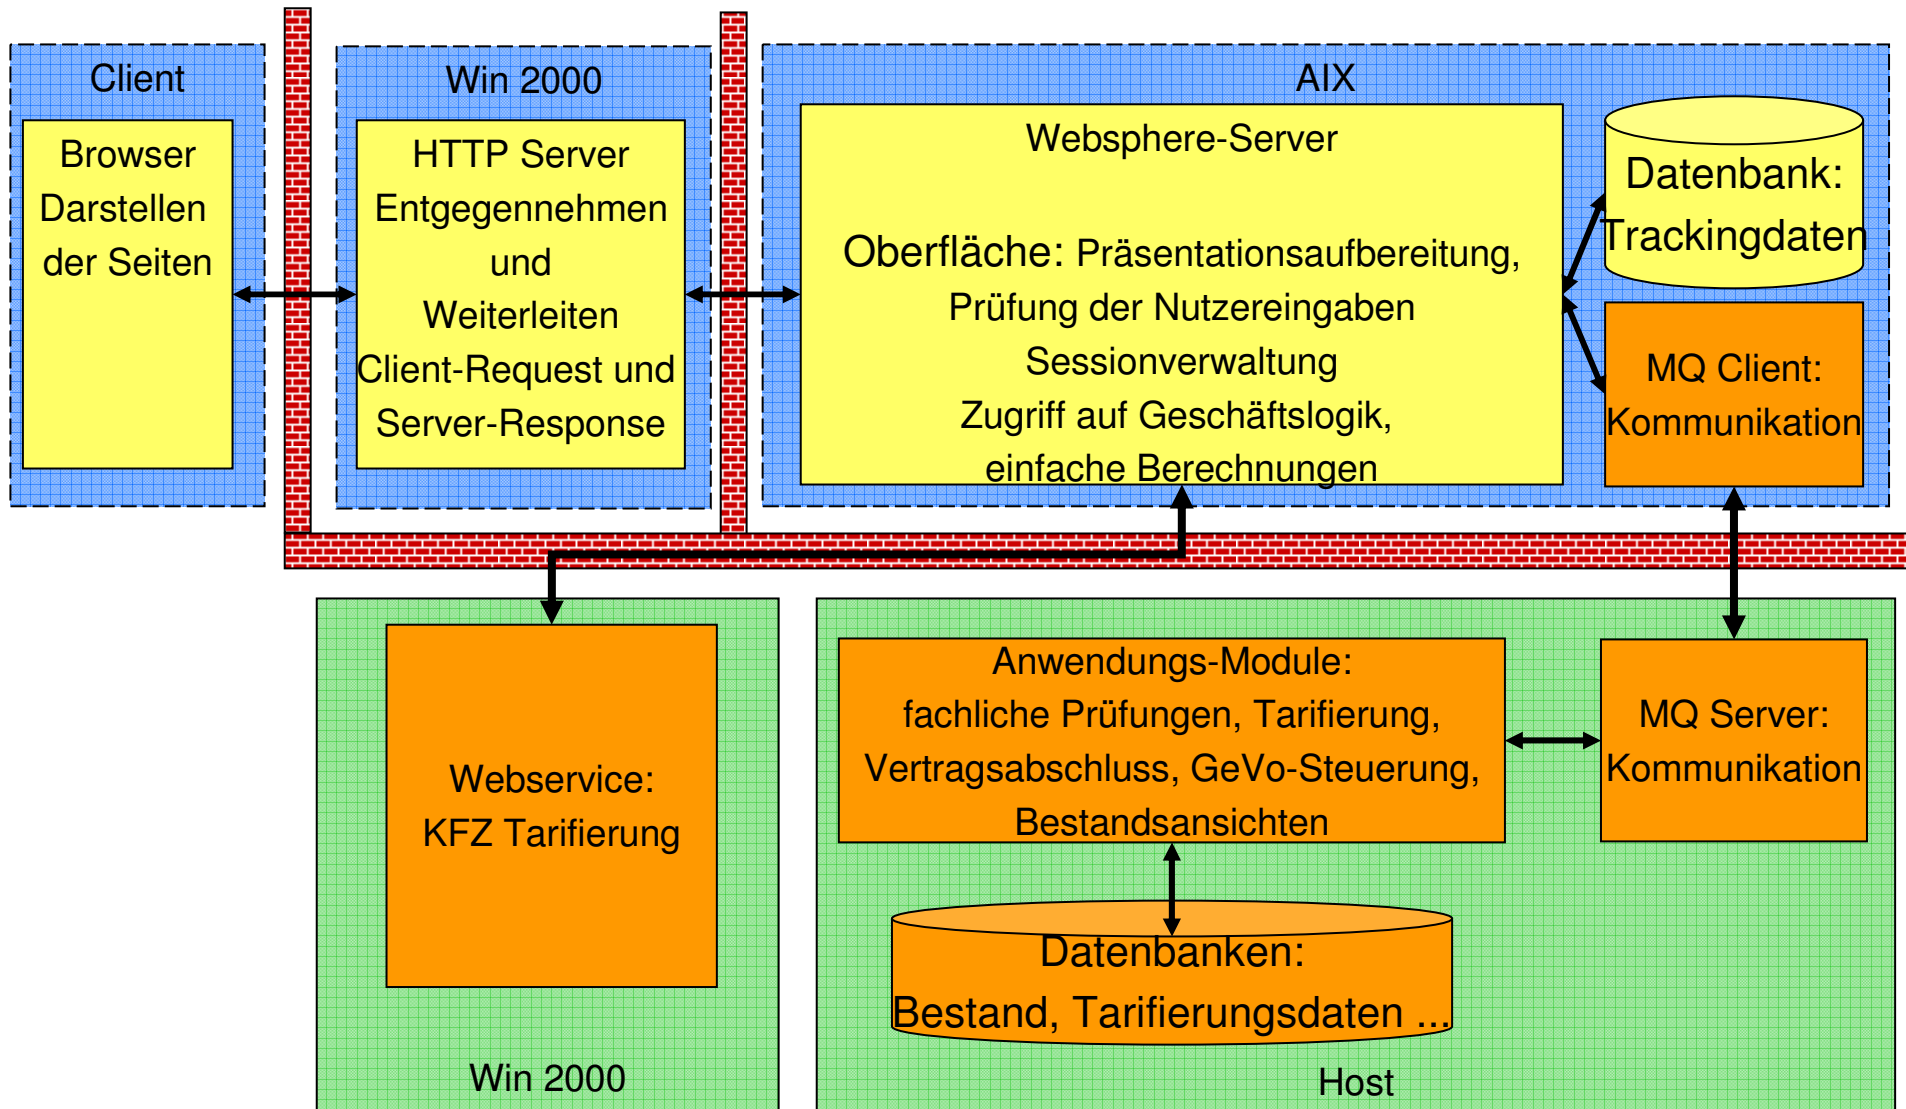 Client
Browser
Darstellen
der Seiten
Win 2000
HTTP Server
Entgegennehmen
und
Weiterleiten
Client-Request und
Server-Response
AIX
Websphere-Server
Oberfläche: Präsentationsaufbereitung,
Prüfung der Nutzereingaben
Sessionverwaltung
Zugriff auf Geschäftslogik,
einfache Berechnungen
Datenbank:
Trackingdaten
MQ Client:
Kommunikation
Webservice:
KFZ Tarifierung
Win 2000
Anwendungs-Module:
fachliche Prüfungen, Tarifierung,
Vertragsabschluss, GeVo-Steuerung,
Bestandsansichten
MQ Server:
Kommunikation
Datenbanken:
Bestand, Tarifierungsdaten ...
Host